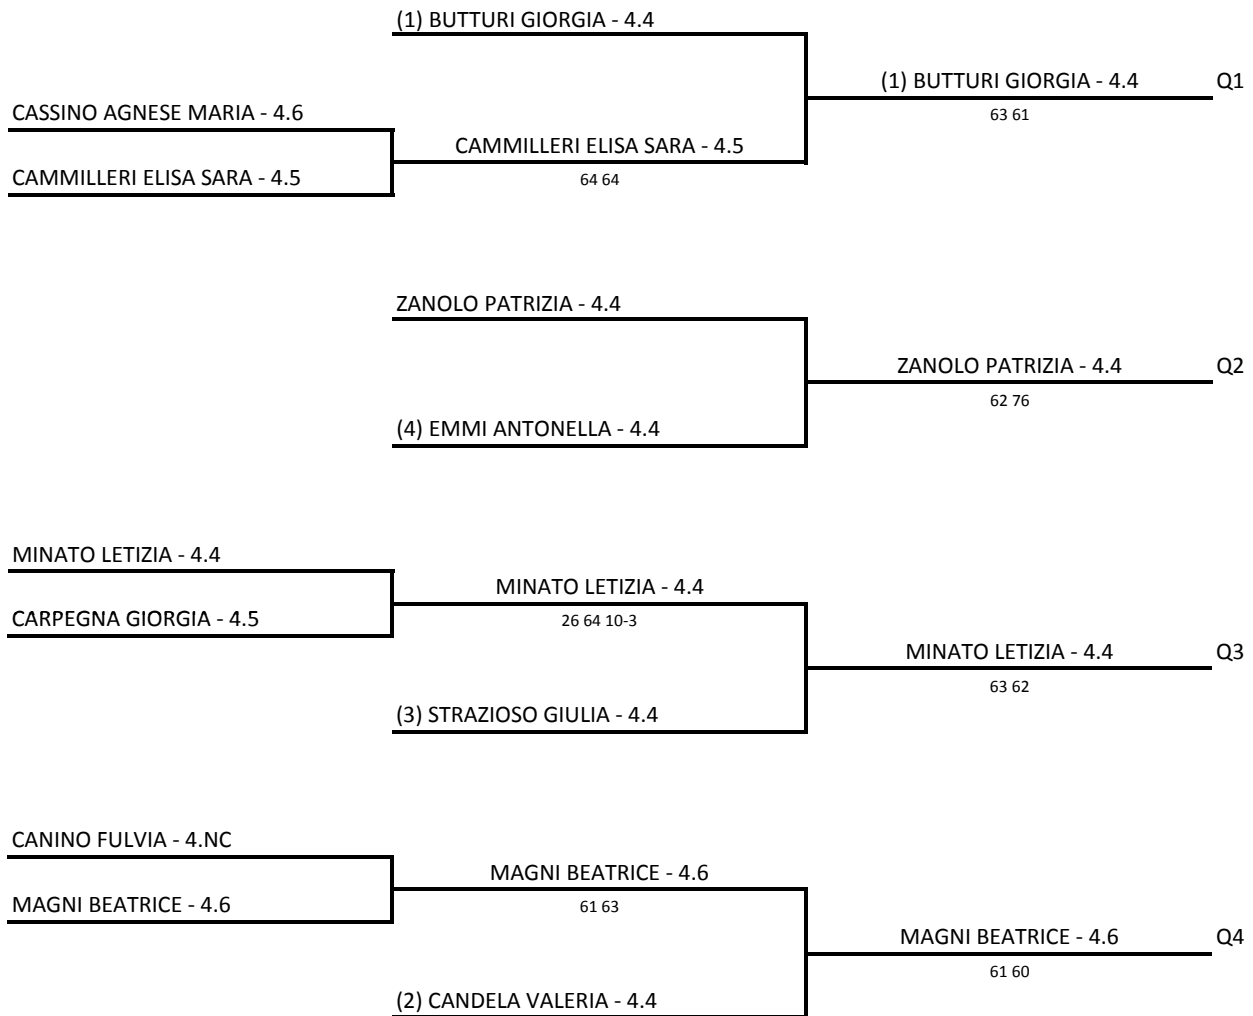 (1) BUTTURI GIORGIA - 4.4
(1) BUTTURI GIORGIA - 4.4 Q1
CASSINO AGNESE MARIA - 4.6
63 61
CAMMILLERI ELISA SARA - 4.5
CAMMILLERI ELISA SARA - 4.5
64 64
ZANOLO PATRIZIA - 4.4
ZANOLO PATRIZIA - 4.4 Q2
62 76
(4) EMMI ANTONELLA - 4.4
MINATO LETIZIA - 4.4
MINATO LETIZIA - 4.4
CARPEGNA GIORGIA - 4.5
26 64 10-3
MINATO LETIZIA - 4.4 Q3
63 62
(3) STRAZIOSO GIULIA - 4.4
CANINO FULVIA - 4.NC
MAGNI BEATRICE - 4.6
MAGNI BEATRICE - 4.6
61 63
MAGNI BEATRICE - 4.6 Q4
61 60
(2) CANDELA VALERIA - 4.4